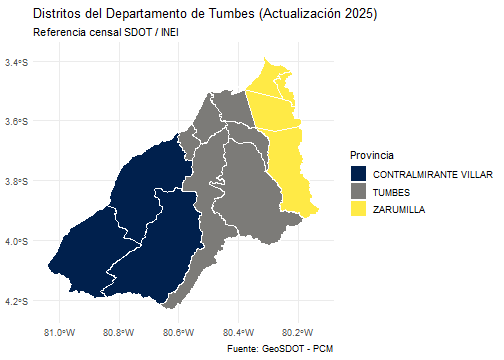 Distritos del Departamento de Tumbes (Actualización 2025)
Referencia censal SDOT / INEI
3.4°S
3.6°S
3.8°S
4.0°S
4.2°S
81.0°W
80.8°W
80.6°W
80.4°W
80.2°W
Provincia
CONTRALMIRANTE VILLAR
TUMBES
ZARUMILLA
Fuente: GeoSDOT - PCM